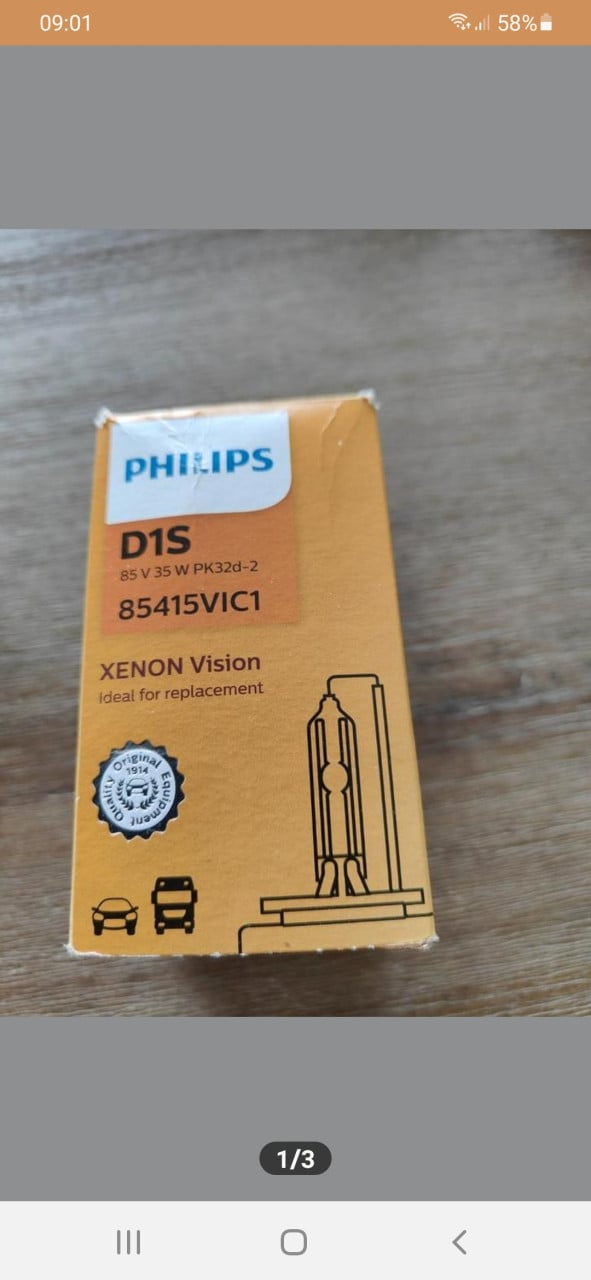 09:01
58%
PHILIPS
D1S
85 V 35 W PK32d-2
85415VIC1
XENON Vision
Ideal for replacement
Original
Equipment
Quality
1914
1/3